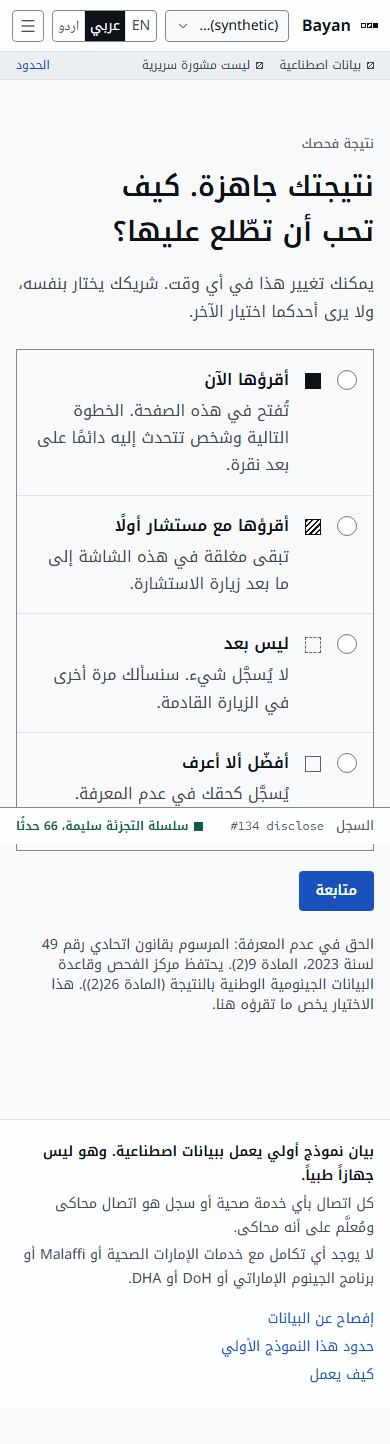 Bayan
(synthetic)...
EN
عربي
اردو
بيانات اصطناعية
ليست مشورة سريرية
الحدود
نتيجة فحصك
نتيجتك جاهزة. كيف
تحب أن تطّلع عليها؟
يمكنك تغيير هذا في أي وقت. شريكك يختار بنفسه،
ولا يرى أحدكما اختيار الآخر.
أقرؤها الآن
تُفتح في هذه الصفحة. الخطوة
التالية وشخص تتحدث إليه دائمًا على
بعد نقرة.
أقرؤها مع مستشار أولًا
تبقى مغلقة في هذه الشاشة إلى
ما بعد زيارة الاستشارة.
ليس بعد
لا يُسجَّل شيء. سنسألك مرة أخرى
في الزيارة القادمة.
أفضّل ألا أعرف
يُسجَّل كحقك في عدم المعرفة.
السجل
#134 disclose
سلسلة التجزئة سليمة، 66 حدثًا
متابعة
الحق في عدم المعرفة: المرسوم بقانون اتحادي رقم 49
لسنة 2023، المادة 9(2). يحتفظ مركز الفحص وقاعدة
البيانات الجينومية الوطنية بالنتيجة (المادة 26(2)). هذا
الاختيار يخص ما تقرؤه هنا.
بيان نموذج أولي يعمل ببيانات اصطناعية. وهو ليس
جهازاً طبياً.
كل اتصال بأي خدمة صحية أو سجل هو اتصال محاكى
ومُعلَّم على أنه محاكى.
لا يوجد أي تكامل مع خدمات الإمارات الصحية أو Malaffi أو
برنامج الجينوم الإماراتي أو DoH أو DHA.
إفصاح عن البيانات
حدود هذا النموذج الأولي
كيف يعمل